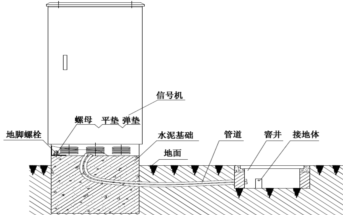 信号机
螺母 平垫 弹垫
地脚螺栓
水泥基础
地面
管道
窨井
接地体